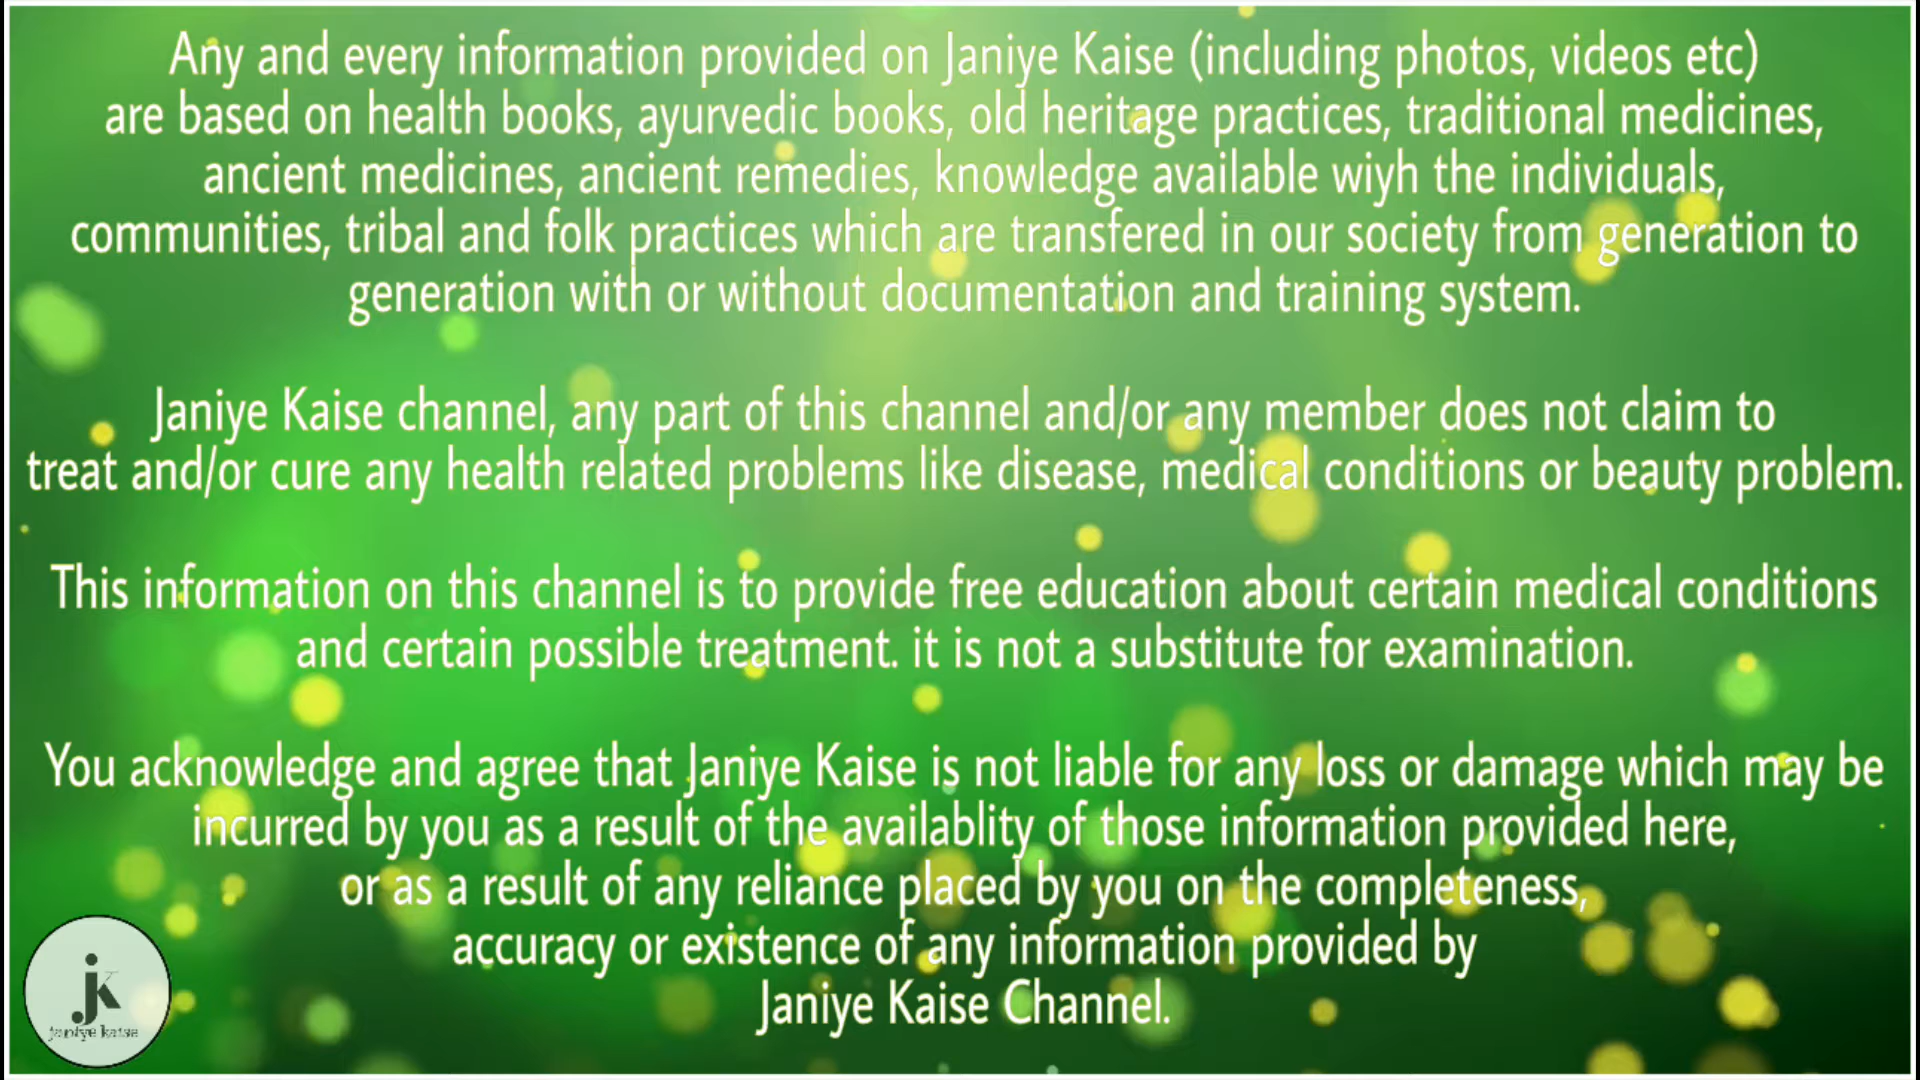 Any and every information provided on Janiye Kaise (including photos, videos etc)
are based on health books, ayurvedic books, old heritage practices, traditional medicines,
ancient medicines, ancient remedies, knowledge available wiyh the individuals,
communities, tribal and folk practices which are transfered in our society from generation to
generation with or without documentation and training system.
Janiye Kaise channel, any part of this channel and/or any member does not claim to
treat and/or cure any health related problems like disease, medical conditions or beauty problem.
This information on this channel is to provide free education about certain medical conditions
and certain possible treatment. it is not a substitute for examination.
You acknowledge and agree that Janiye Kaise is not liable for any loss or damage which may be
incurred by you as a result of the availablity of those information provided here,
or as a result of any reliance placed by you on the completeness,
accuracy or existence of any information provided by
Janiye Kaise Channel.
jk
janiye kaise